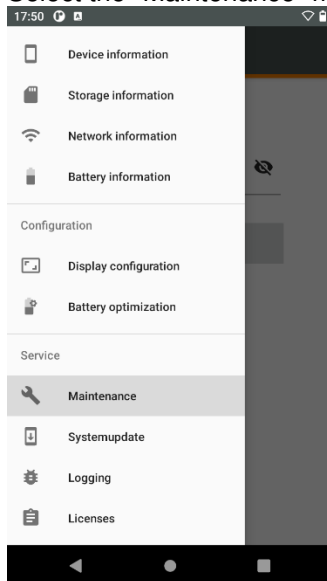 Select the "Maintenance"
17:50
Device information
Storage information
Network information
Battery information
Configuration
Display configuration
Battery optimization
Service
Maintenance
Systemupdate
Logging
Licenses